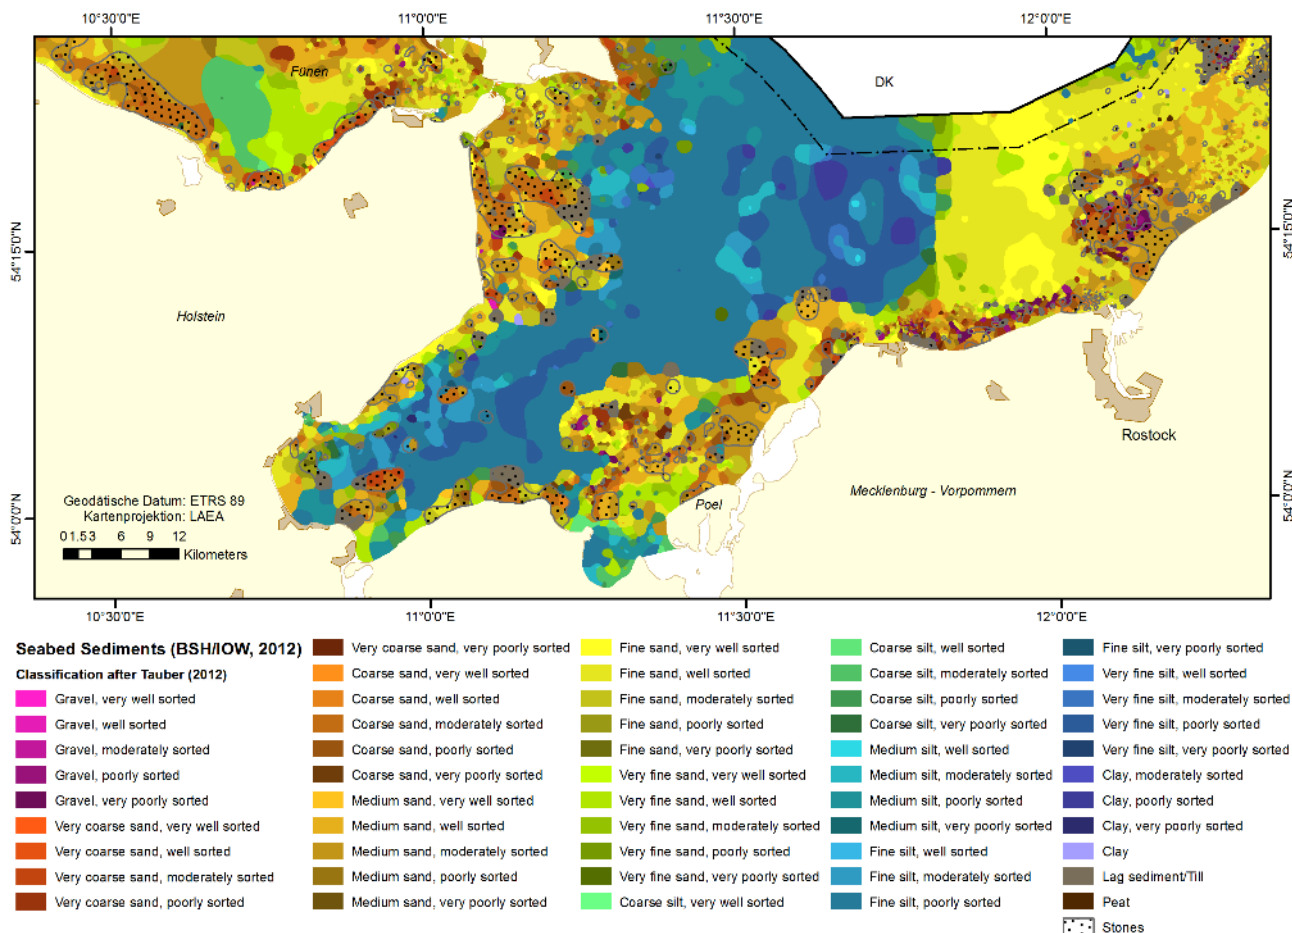 10°30'0"E
11°0'0"E
11°30'0"E
12°0'0"E
Fünen
DK
54°15'0"N
54°15'0"N
Holstein
Rostock
Mecklenburg - Vorpommern
Poel
Geodätische Datum: ETRS 89
Kartenprojektion: LAEA
54°0'0"N
54°0'0"N
0 1,5 3 6 9 12
Kilometers
10°30'0"E
11°0'0"E
11°30'0"E
12°0'0"E
Seabed Sediments (BSH/IOW, 2012)
Classification after Tauber (2012)
Gravel, very well sorted
Gravel, well sorted
Gravel, moderately sorted
Gravel, poorly sorted
Gravel, very poorly sorted
Very coarse sand, very well sorted
Very coarse sand, well sorted
Very coarse sand, moderately sorted
Very coarse sand, poorly sorted
Very coarse sand, very poorly sorted
Coarse sand, very well sorted
Coarse sand, well sorted
Coarse sand, moderately sorted
Coarse sand, poorly sorted
Coarse sand, very poorly sorted
Medium sand, very well sorted
Medium sand, well sorted
Medium sand, moderately sorted
Medium sand, poorly sorted
Medium sand, very poorly sorted
Fine sand, very well sorted
Fine sand, well sorted
Fine sand, moderately sorted
Fine sand, poorly sorted
Fine sand, very poorly sorted
Very fine sand, very well sorted
Very fine sand, well sorted
Very fine sand, moderately sorted
Very fine sand, poorly sorted
Very fine sand, very poorly sorted
Coarse silt, very well sorted
Coarse silt, well sorted
Coarse silt, moderately sorted
Coarse silt, poorly sorted
Coarse silt, very poorly sorted
Medium silt, well sorted
Medium silt, moderately sorted
Medium silt, poorly sorted
Medium silt, very poorly sorted
Fine silt, well sorted
Fine silt, moderately sorted
Fine silt, poorly sorted
Fine silt, very poorly sorted
Very fine silt, well sorted
Very fine silt, moderately sorted
Very fine silt, poorly sorted
Very fine silt, very poorly sorted
Clay, moderately sorted
Clay, poorly sorted
Clay, very poorly sorted
Clay
Lag sediment/Till
Peat
Stones